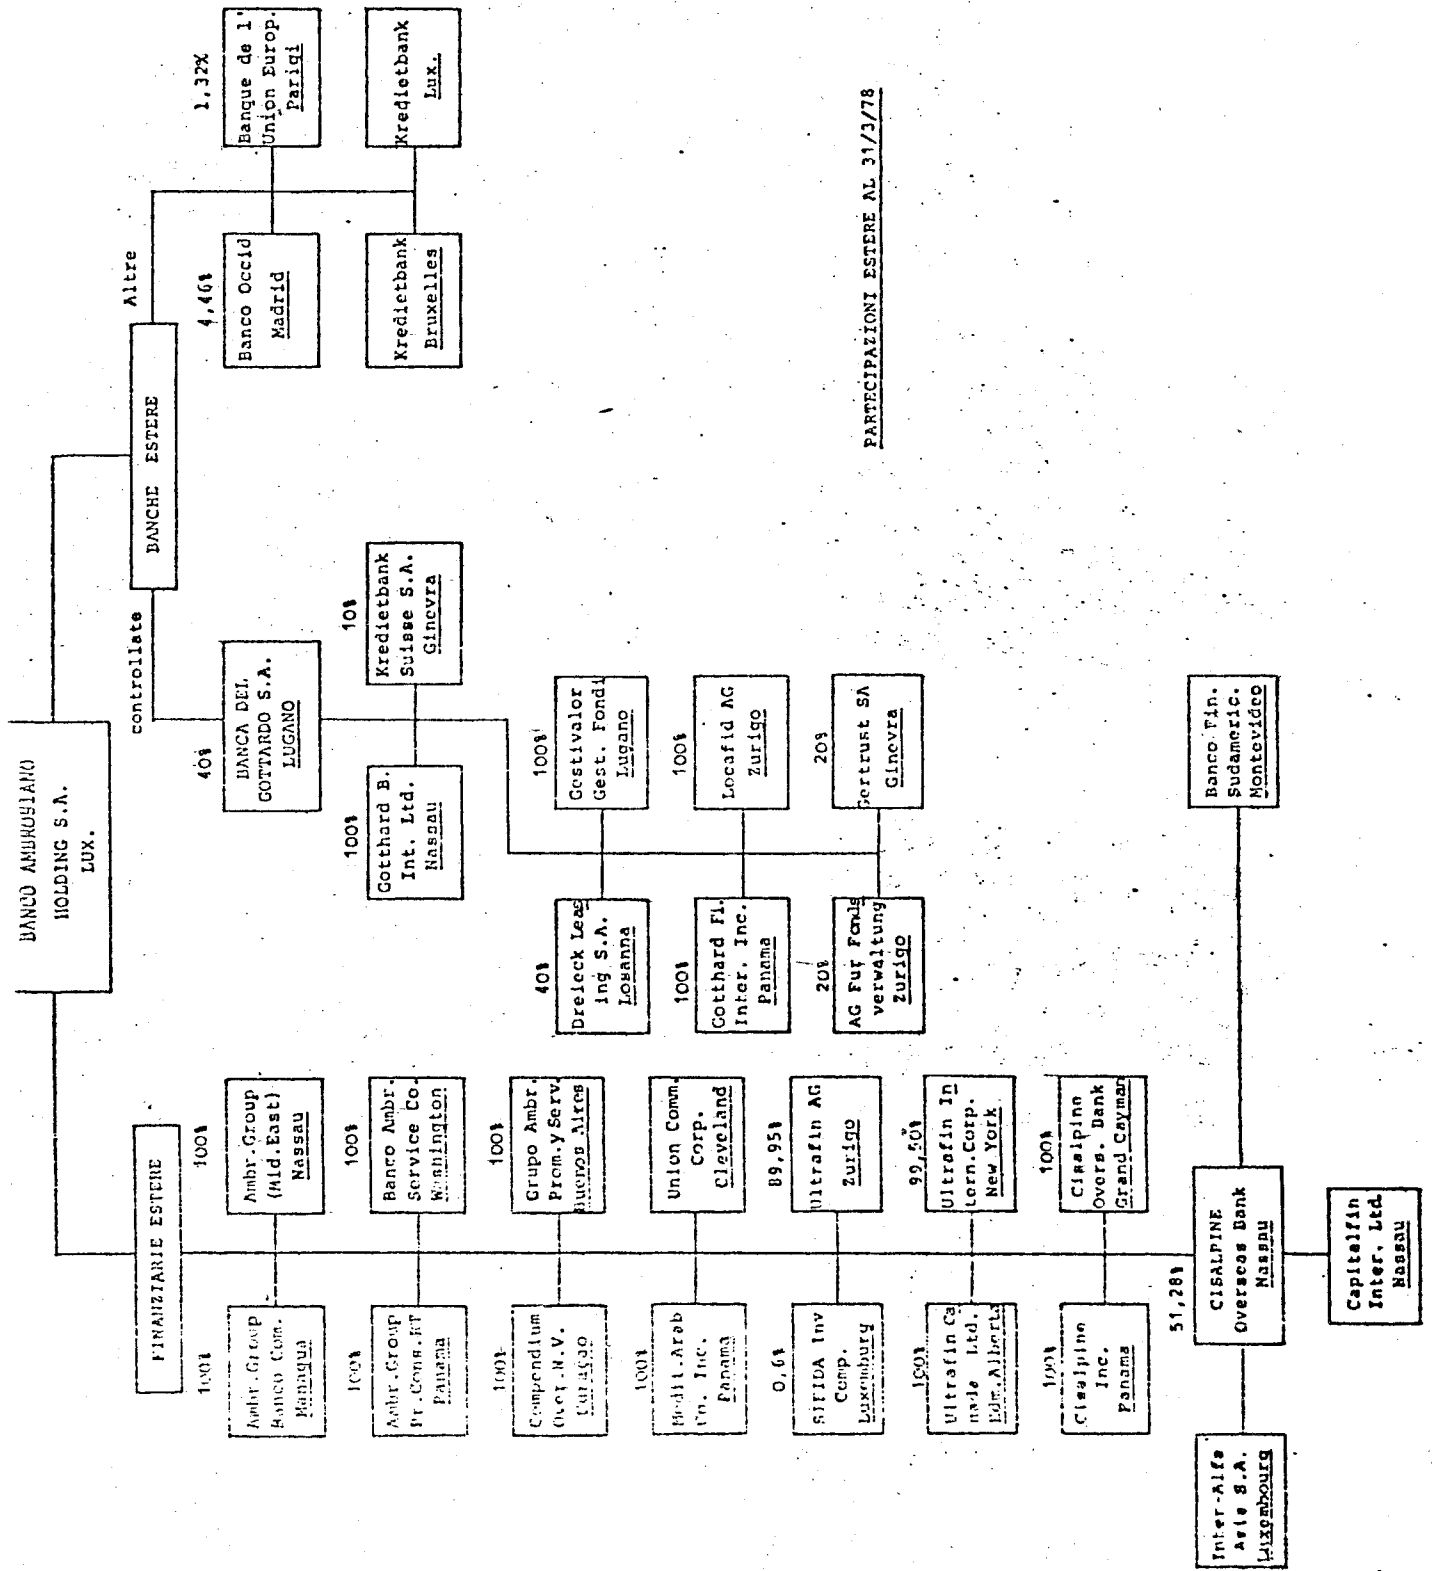 BANCO AMBROSIANO
HOLDING S.A.
LUX.
FINANZIARIE ESTERE
BANCHE ESTERE
controllate
Altre
100%
Ambr.Group
Banco Com.
Managua
100%
Ambr.Group
(Mid.East)
Nassau
100%
Ambr.Group
Pr.Cons.
Panama
100%
Banco Ambr.
Service Co.
Washington
100%
Compendium
Over.N.V.
Curaçao
100%
Grupo Ambr.
Prom.y Serv.
Buenos Aires
100%
Medit.Arab
Co. Inc.
Panama
Union Comm.
Corp.
Cleveland
0,6%
SIFIDA Inv
Comp.
Luxemburg
89,95%
Ultrafin AG
Zurigo
100%
Ultrafin Ca
nada Ltd.
Edm.Alberta
99,50%
Ultrafin In
tern.Corp.
New York
100%
Cisalpine
Inc.
Panama
100%
Cisalpine
Overs. Bank
Grand Cayman
51,28%
CISALPINE
Overseas Bank
Nassau
Inter-Alfa
Asia S.A.
Luxembourg
Capitalfin
Inter. Ltd
Nassau
Banco Fin.
Sudameric.
Montevideo
40%
BANCA DEL
GOTTARDO S.A.
LUGANO
100%
Gotthard B.
Int. Ltd.
Nassau
10%
Kredietbank
Suisse S.A.
Ginevra
40%
Dreieck Leas
ing S.A.
Losanna
100%
Gestivalor
Gest. Fondi
Lugano
100%
Gotthard Fi.
Inter. Inc.
Panama
100%
Locafid AG
Zurigo
20%
AG Fur Fonds
verwaltung
Zurigo
20%
Gertrust SA
Ginevra
4,46%
Banco Occid
Madrid
1,32%
Banque de l'
Union Europ.
Parigi
Kredietbank
Bruxelles
Kredietbank
Lux.
PARTECIPAZIONI ESTERE AL 31/3/78